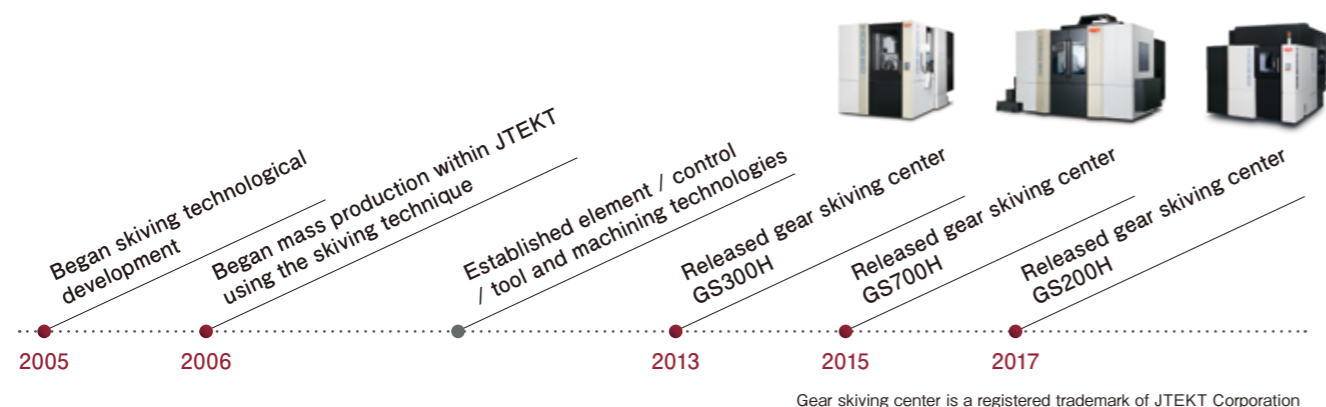 Began skiving technological
development
Began mass production within JTEKT
using the skiving technique
Established element / control
/ tool and machining technologies
Released gear skiving center
GS300H
Released gear skiving center
GS700H
Released gear skiving center
GS200H
2005
2006
2013
2015
2017
Gear skiving center is a registered trademark of JTEKT Corporation